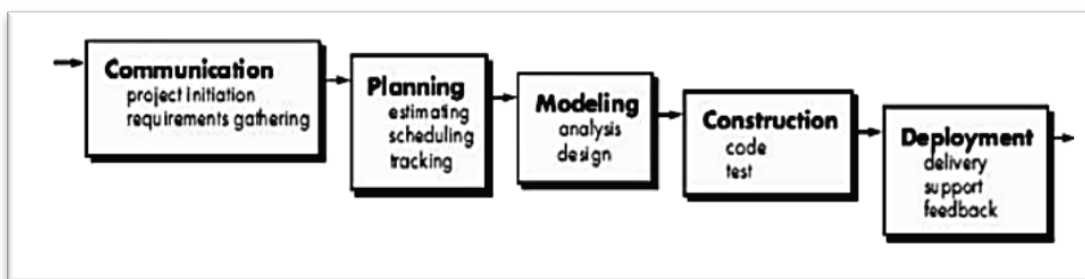 Communication
project initiation
requirements gathering
Planning
estimating
scheduling
tracking
Modeling
analysis
design
Construction
code
test
Deployment
delivery
support
feedback